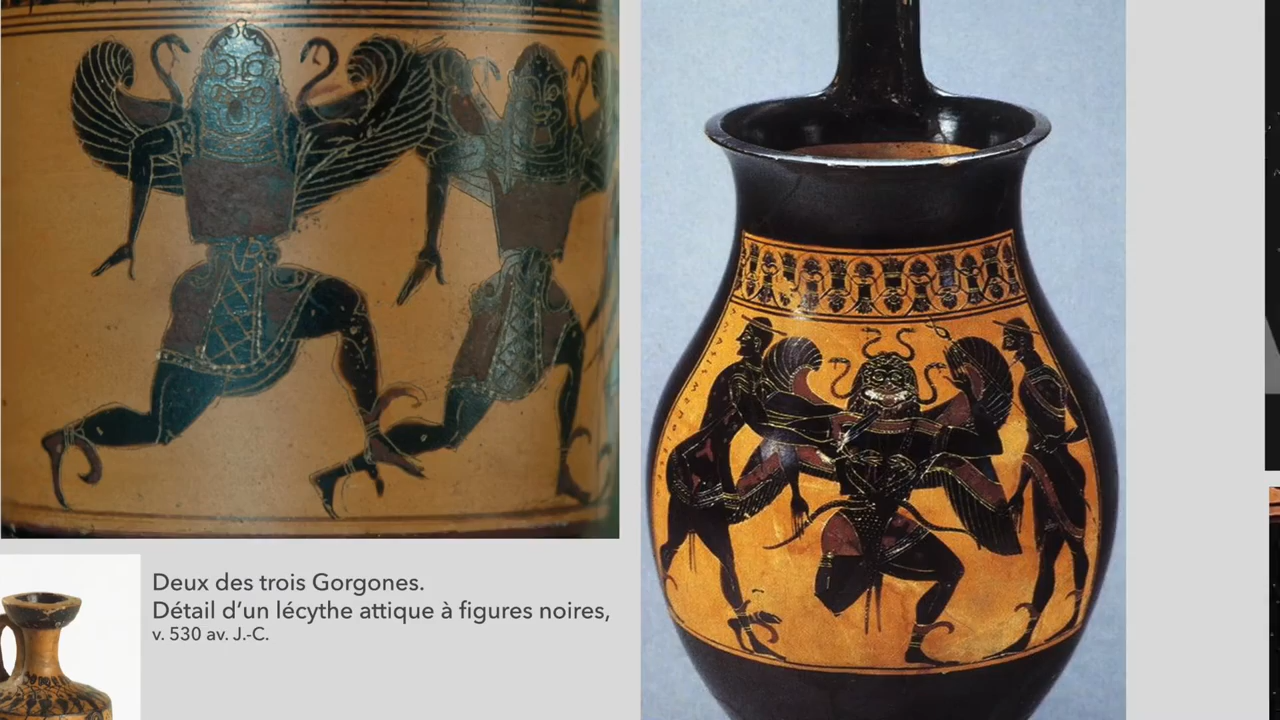 Deux des trois Gorgones.
Détail d’un lécythe attique à figures noires,
v. 530 av. J.-C.